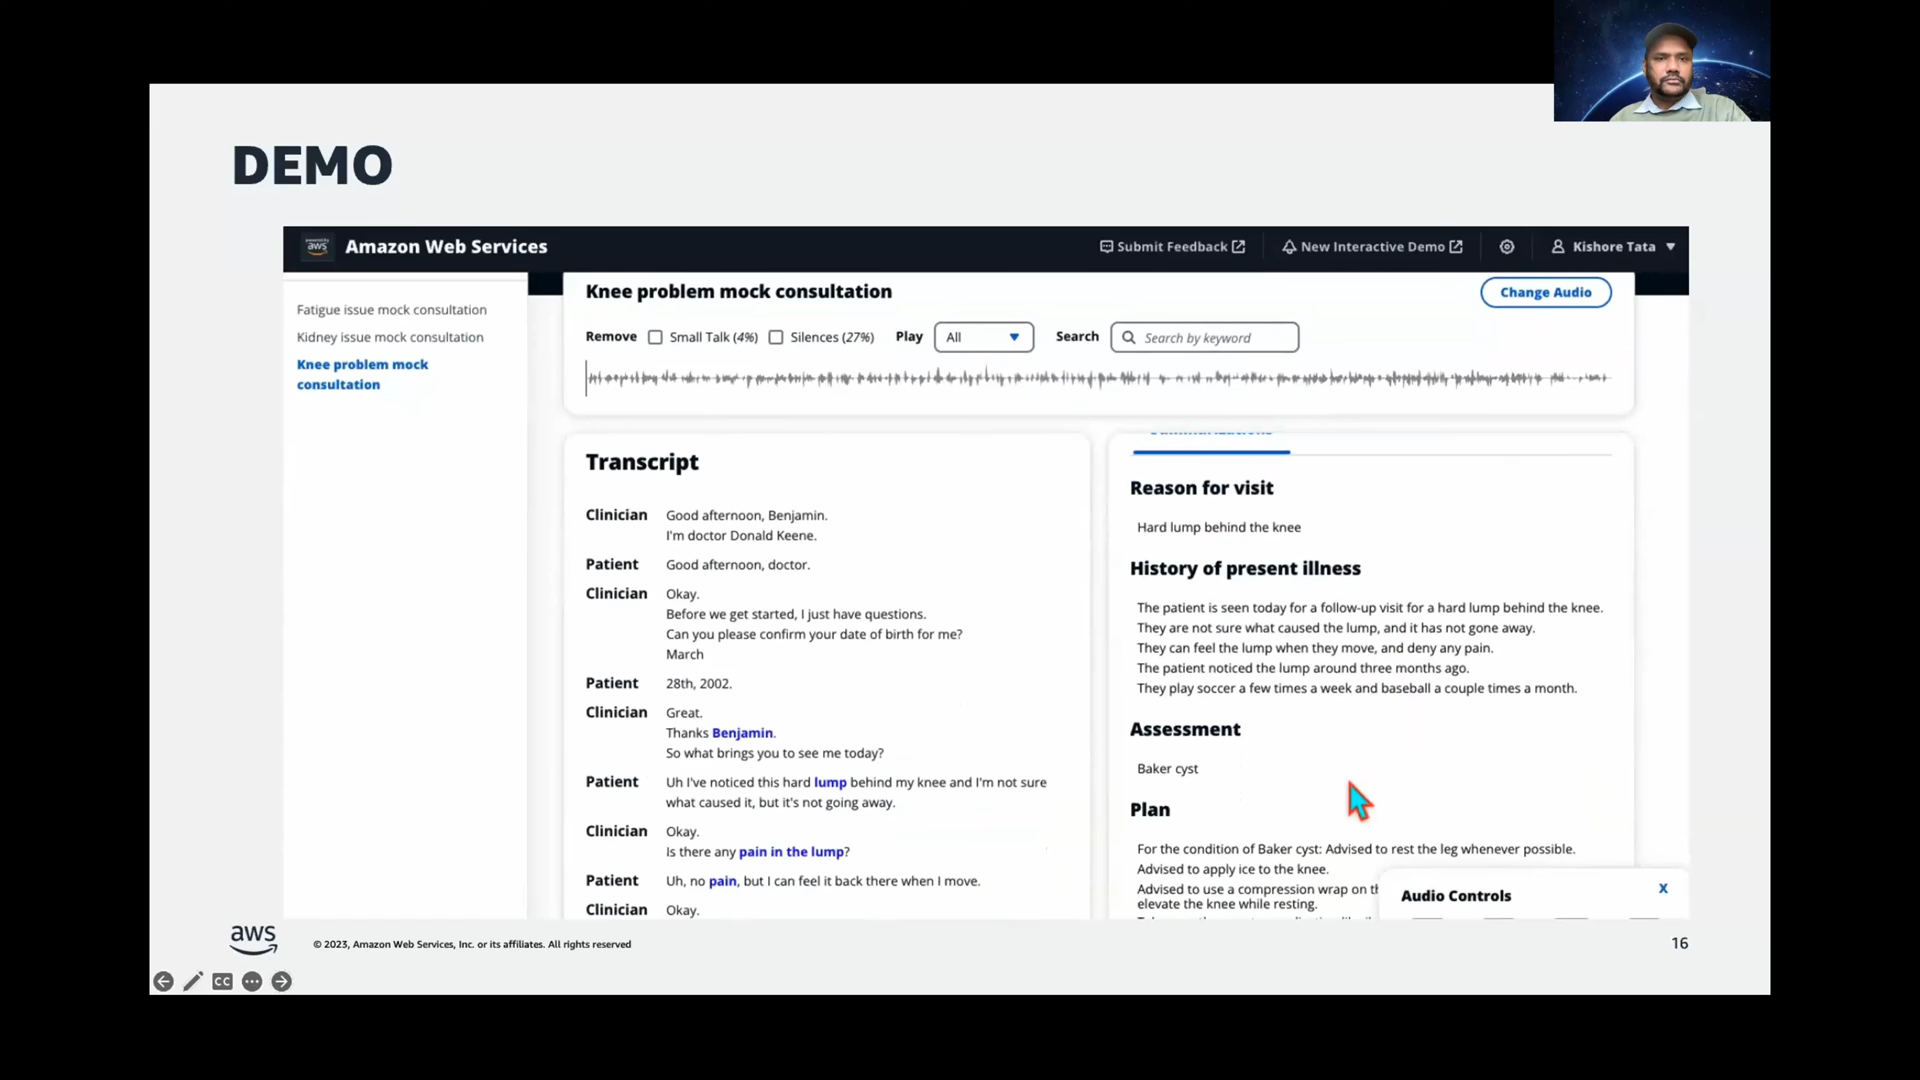 DEMO
powered by
aws
Amazon Web Services
Submit Feedback
New Interactive Demo
Kishore Tata
Fatigue issue mock consultation
Kidney issue mock consultation
Knee problem mock
consultation
Knee problem mock consultation
Change Audio
Remove
Small Talk (4%)
Silences (27%)
Play
All
Search
Search by keyword
Transcript
Clinician
Good afternoon, Benjamin.
I'm doctor Donald Keene.
Patient
Good afternoon, doctor.
Clinician
Okay.
Before we get started, I just have questions.
Can you please confirm your date of birth for me?
March
Patient
28th, 2002.
Clinician
Great.
Thanks Benjamin.
So what brings you to see me today?
Patient
Uh I've noticed this hard lump behind my knee and I'm not sure
what caused it, but it's not going away.
Clinician
Okay.
Is there any pain in the lump?
Patient
Uh, no pain, but I can feel it back there when I move.
Clinician
Okay.
Reason for visit
Hard lump behind the knee
History of present illness
The patient is seen today for a follow-up visit for a hard lump behind the knee.
They are not sure what caused the lump, and it has not gone away.
They can feel the lump when they move, and deny any pain.
The patient noticed the lump around three months ago.
They play soccer a few times a week and baseball a couple times a month.
Assessment
Baker cyst
Plan
For the condition of Baker cyst: Advised to rest the leg whenever possible.
Advised to apply ice to the knee.
Advised to use a compression wrap on
elevate the knee while resting.
Audio Controls
X
aws
© 2023, Amazon Web Services, Inc. or its affiliates. All rights reserved
16
CC